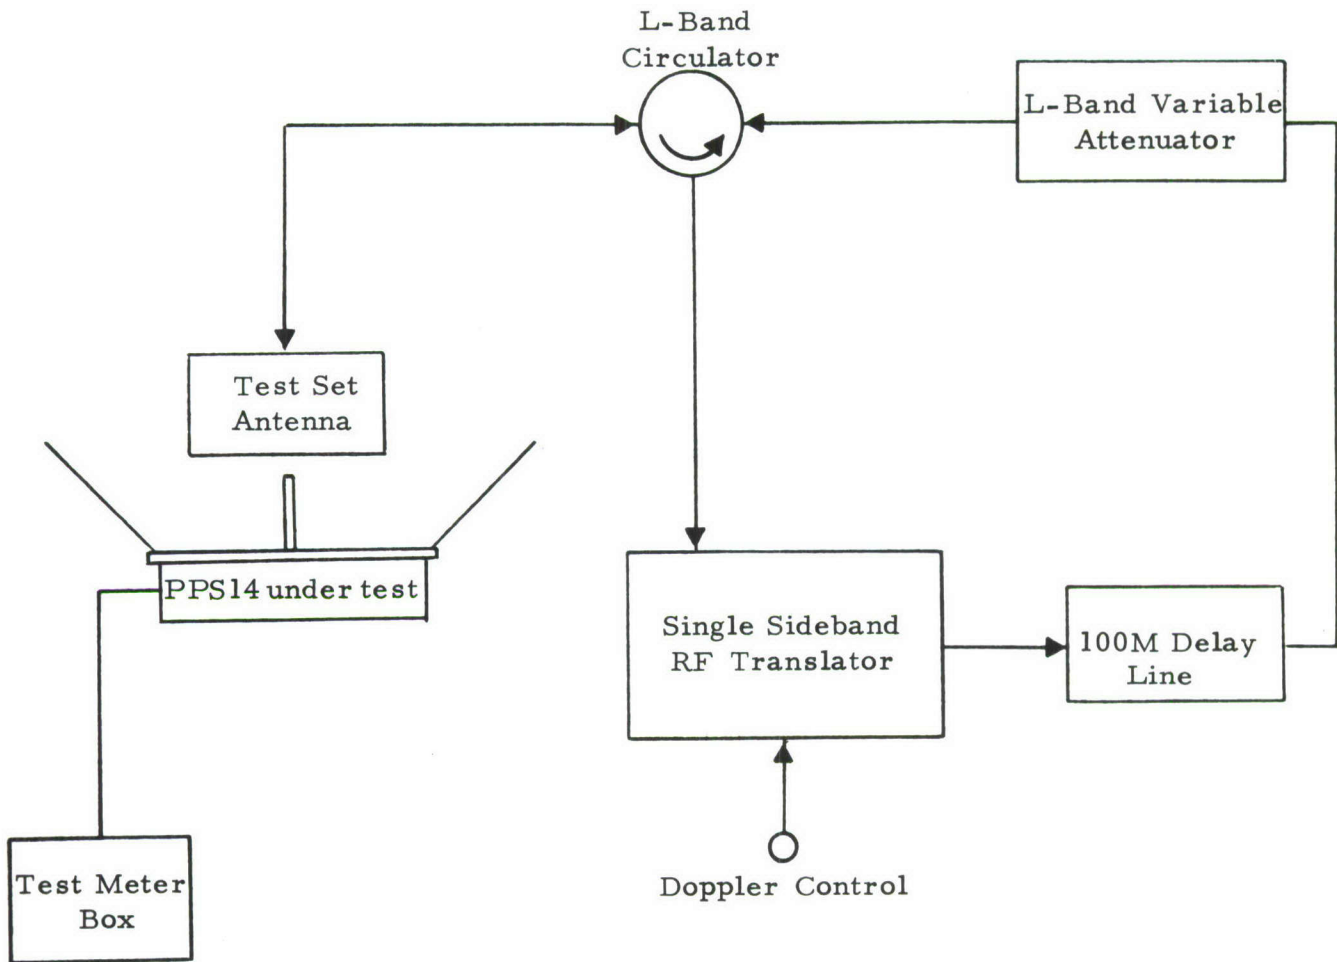 L-Band
Circulator
L-Band Variable
Attenuator
Test Set
Antenna
PPS14 under test
Single Sideband
RF Translator
100M Delay
Line
Test Meter
Box
Doppler Control